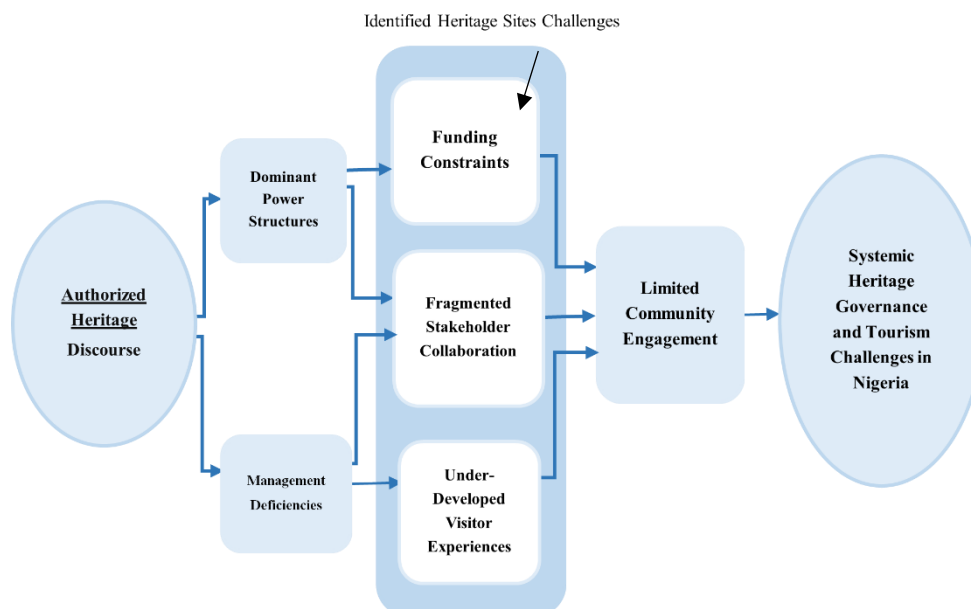 Identified Heritage Sites Challenges
Funding
Constraints
Dominant
Power
Structures
Authorized
Heritage
Discourse
Fragmented
Stakeholder
Collaboration
Limited
Community
Engagement
Systemic
Heritage
Governance
and Tourism
Challenges in
Nigeria
Management
Deficiencies
Under-
Developed
Visitor
Experiences